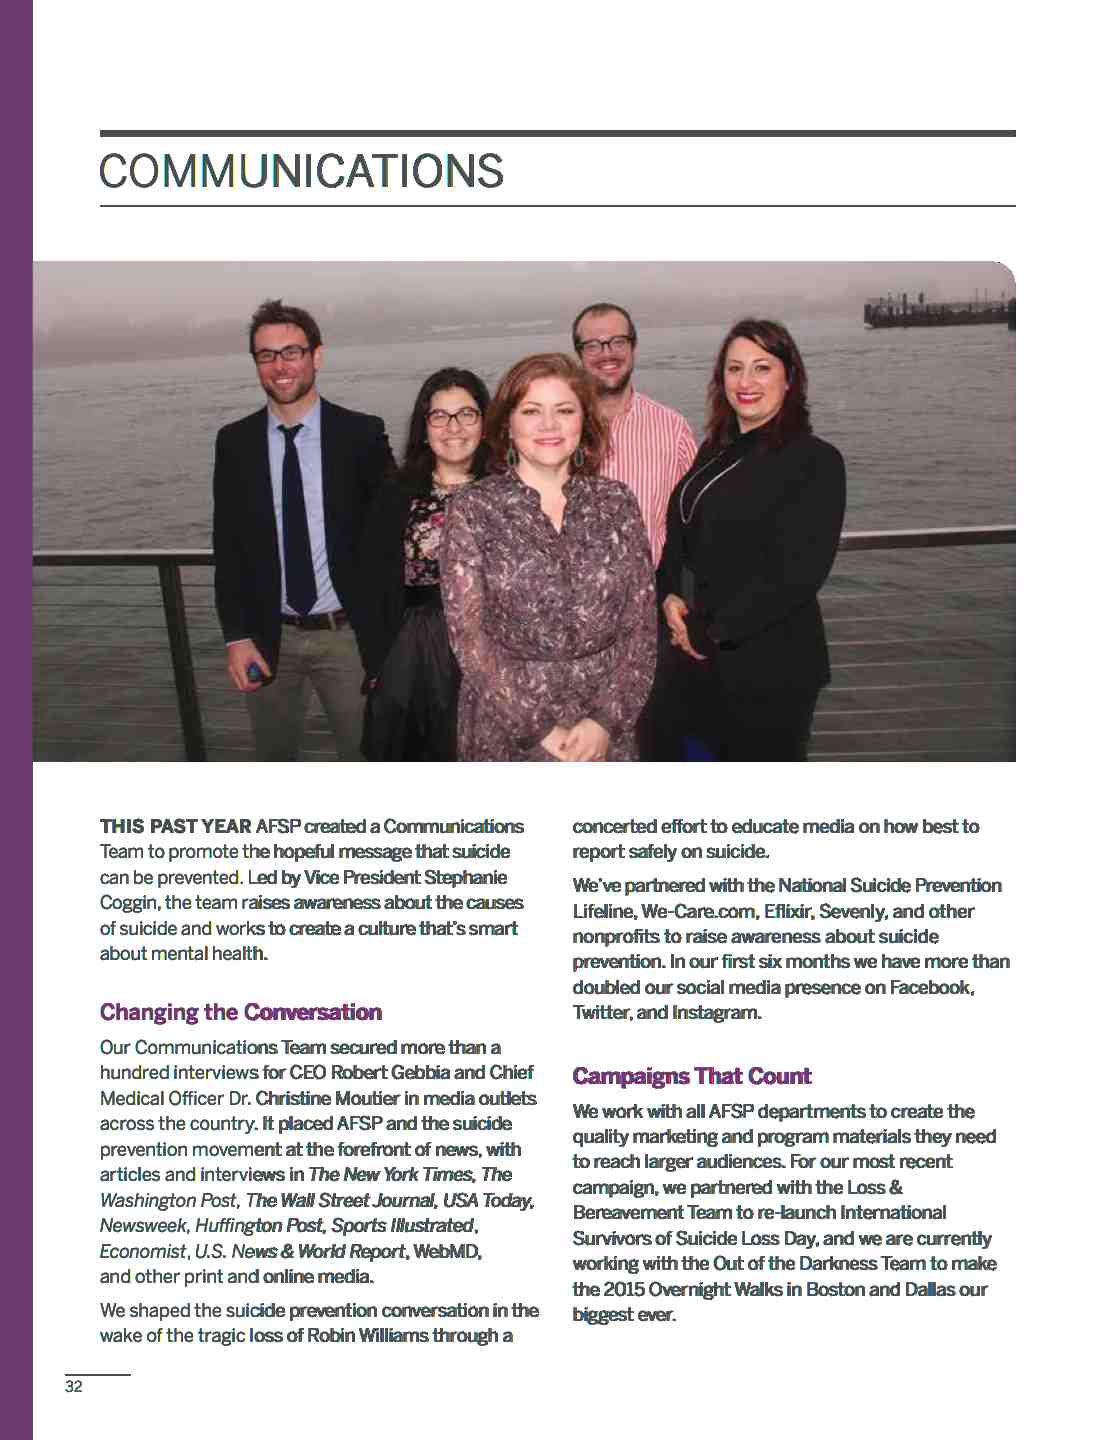 COMMUNICATIONS
THIS PAST YEAR AFSP created a Communications
Team to promote the hopeful message that suicide
can be prevented. Led by Vice President Stephanie
Coggin, the team raises awareness about the causes
of suicide and works to create a culture that's smart
about mental health.
Changing the Conversation
Our Communications Team secured more than a
hundred interviews for CEO Robert Gebbia and Chief
Medical Officer Dr. Christine Moutier in media outlets
across the country. It placed AFSP and the suicide
prevention movement at the forefront of news, with
articles and interviews in The New York Times, The
Washington Post, The Wall Street Journal, USA Today,
Newsweek, Huffington Post, Sports Illustrated,
Economist, U.S. News & World Report, WebMD,
and other print and online media.
We shaped the suicide prevention conversation in the
wake of the tragic loss of Robin Williams through a
concerted effort to educate media on how best to
report safely on suicide.
We've partnered with the National Suicide Prevention
Lifeline, We-Care.com, Eflixir, Sevenly, and other
nonprofits to raise awareness about suicide
prevention. In our first six months we have more than
doubled our social media presence on Facebook,
Twitter, and Instagram.
Campaigns That Count
We work with all AFSP departments to create the
quality marketing and program materials they need
to reach larger audiences. For our most recent
campaign, we partnered with the Loss &
Bereavement Team to re-launch International
Survivors of Suicide Loss Day, and we are currently
working with the Out of the Darkness Team to make
the 2015 Overnight Walks in Boston and Dallas our
biggest ever.
32